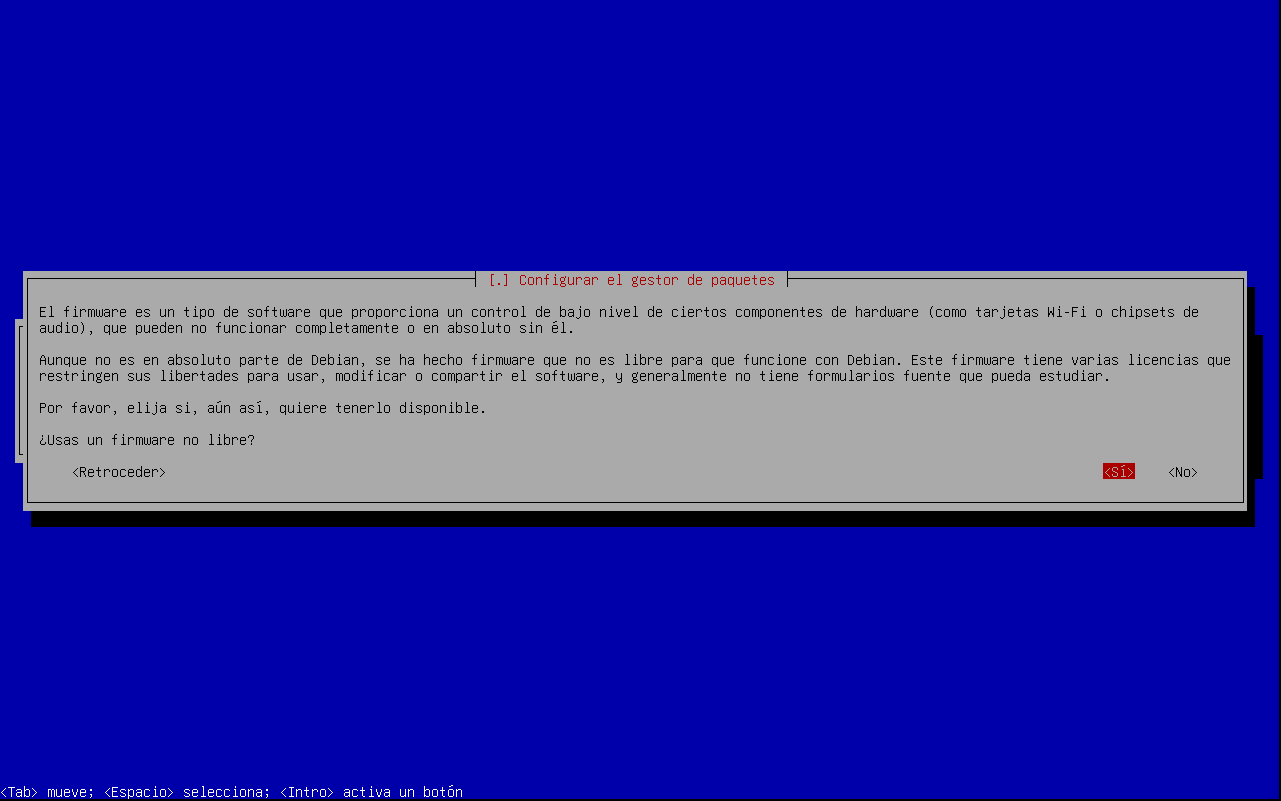 [.] Configurar el gestor de paquetes
El firmware es un tipo de software que proporciona un control de bajo nivel de ciertos componentes de hardware (como tarjetas Wi-Fi o chipsets de
audio), que pueden no funcionar completamente o en absoluto sin él.
Aunque no es en absoluto parte de Debian, se ha hecho firmware que no es libre para que funcione con Debian. Este firmware tiene varias licencias que
restringen sus libertades para usar, modificar o compartir el software, y generalmente no tiene formularios fuente que pueda estudiar.
Por favor, elija si, aún así, quiere tenerlo disponible.
¿Usas un firmware no libre?
<Retroceder> <Sí> <No>
<Tab> mueve; <Espacio> selecciona; <Intro> activa un botón